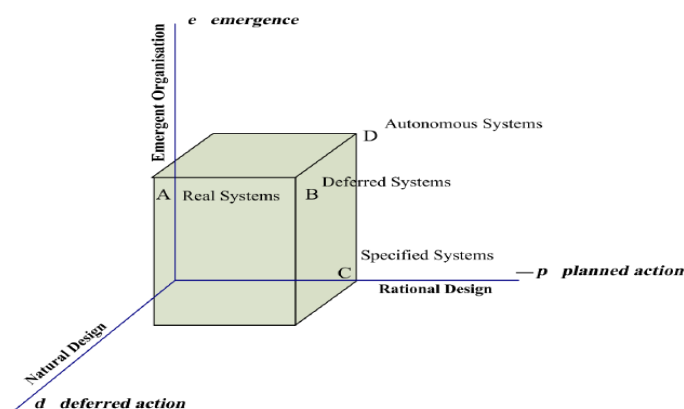 e emergence
Emergent Organisation
D Autonomous Systems
A Real Systems
B Deferred Systems
Specified Systems
C
— p planned action
Rational Design
Natural Design
d deferred action